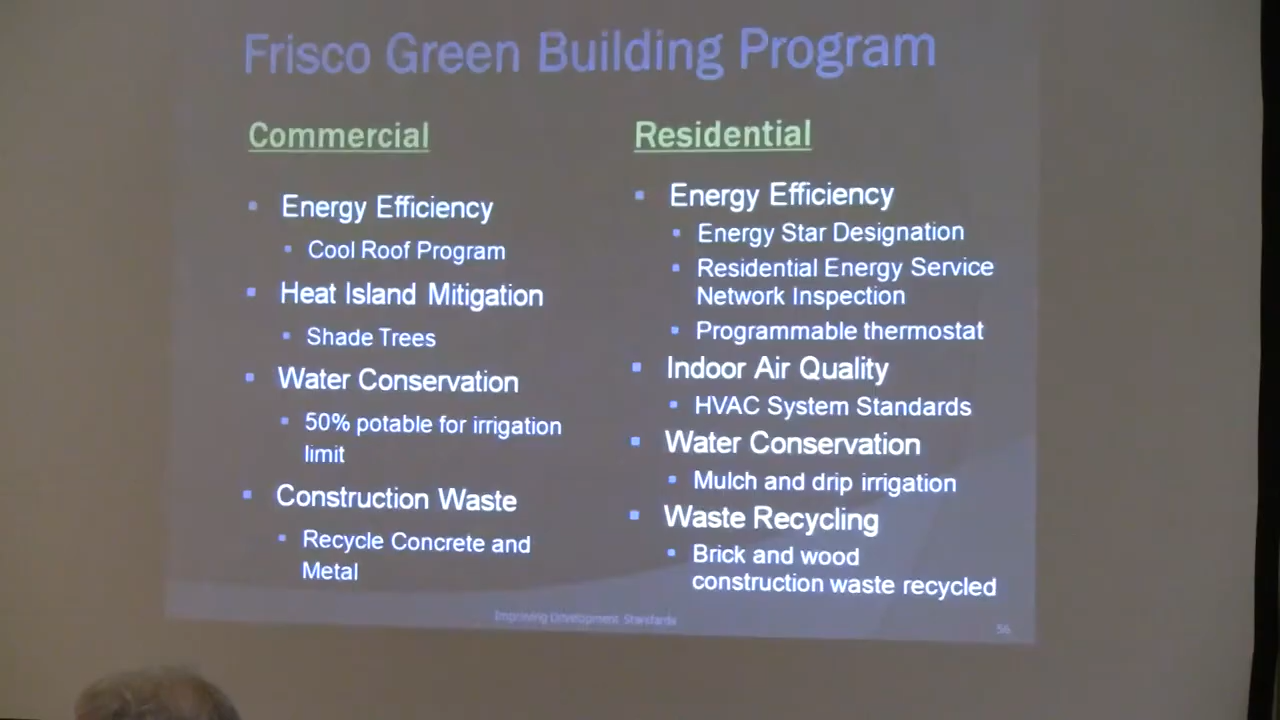 Frisco Green Building Program
Commercial
Energy Efficiency
Cool Roof Program
Heat Island Mitigation
Shade Trees
Water Conservation
50% potable for irrigation
limit
Construction Waste
Recycle Concrete and
Metal
Residential
Energy Efficiency
Energy Star Designation
Residential Energy Service
Network Inspection
Programmable thermostat
Indoor Air Quality
HVAC System Standards
Water Conservation
Mulch and drip irrigation
Waste Recycling
Brick and wood
construction waste recycled
Improving Development Standards
56